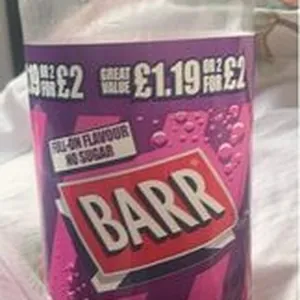 .19 OR 2 FOR £2
GREAT VALUE £1.19 OR 2 FOR £2
FULL-ON FLAVOUR
NO SUGAR
BARR